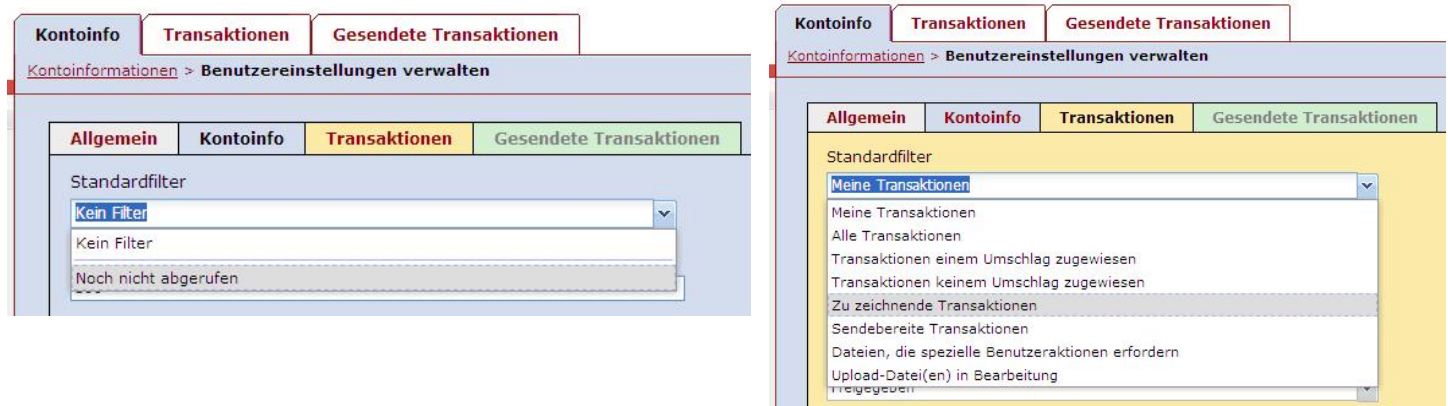 Kontoinfo Transaktionen Gesendete Transaktionen
Kontoinformationen > Benutzereinstellungen verwalten
Allgemein Kontoinfo Transaktionen Gesendete Transaktionen
Standardfilter
Kein Filter
Kein Filter
Noch nicht abgerufen
Kontoinfo Transaktionen Gesendete Transaktionen
Kontoinformationen > Benutzereinstellungen verwalten
Allgemein Kontoinfo Transaktionen Gesendete Transaktionen
Standardfilter
Meine Transaktionen
Meine Transaktionen
Alle Transaktionen
Transaktionen einem Umschlag zugewiesen
Transaktionen keinem Umschlag zugewiesen
Zu zeichnende Transaktionen
Sendebereite Transaktionen
Dateien, die spezielle Benutzeraktionen erfordern
Upload-Datei(en) in Bearbeitung
Freigegeben